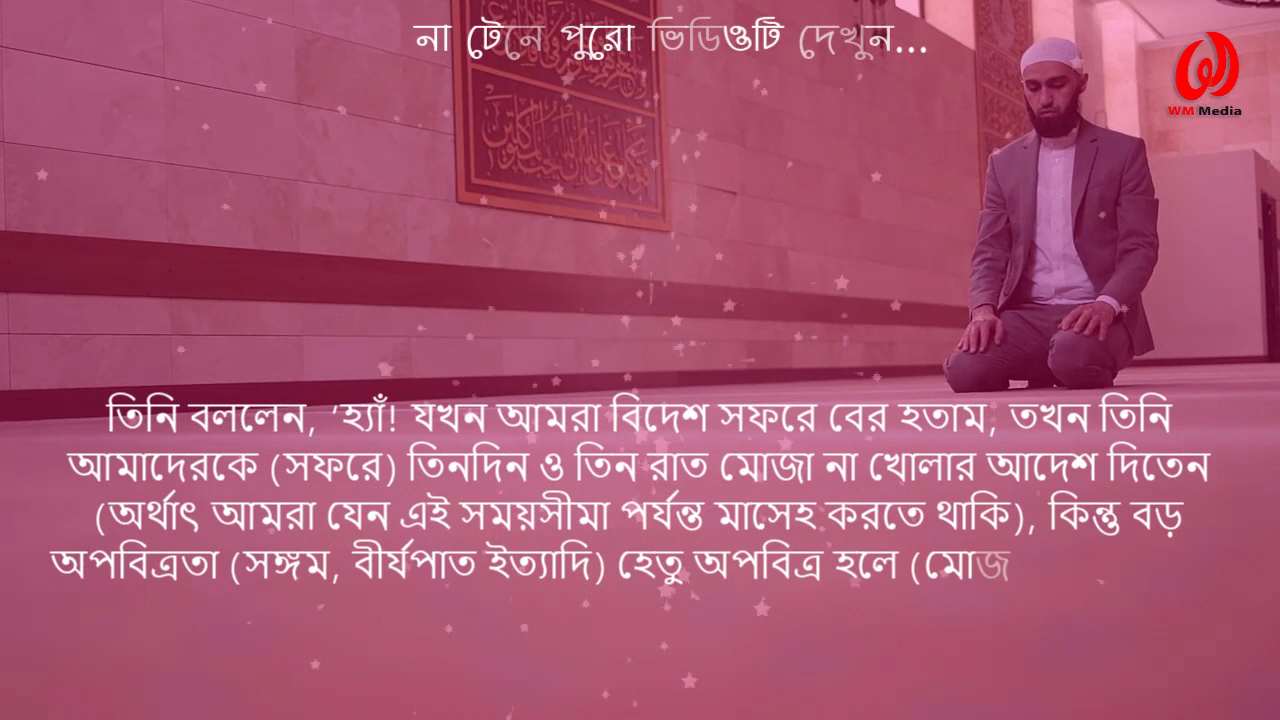 না টেনে পুরো ভিডিওটি দেখুন...
WM Media
তিনি বললেন, ‘হ্যাঁ! যখন আমরা বিদেশ সফরে বের হতাম, তখন তিনি
আমাদেরকে (সফরে) তিনদিন ও তিন রাত মোজা না খোলার আদেশ দিতেন
(অর্থাৎ আমরা যেন এই সময়সীমা পর্যন্ত মাসেহ করতে থাকি), কিন্তু বড়
অপবিত্রতা (সঙ্গম, বীর্যপাত ইত্যাদি) হেতু অপবিত্র হলে (মোজ